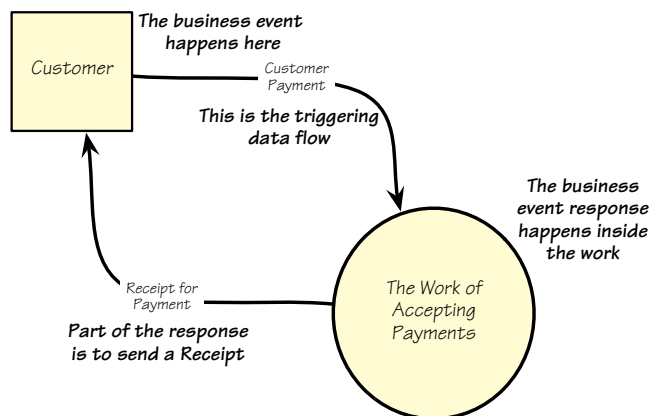 The business event
happens here
Customer
Customer
Payment
This is the triggering
data flow
The business
event response
happens inside
the work
The Work of
Accepting
Payments
Receipt for
Payment
Part of the response
is to send a Receipt